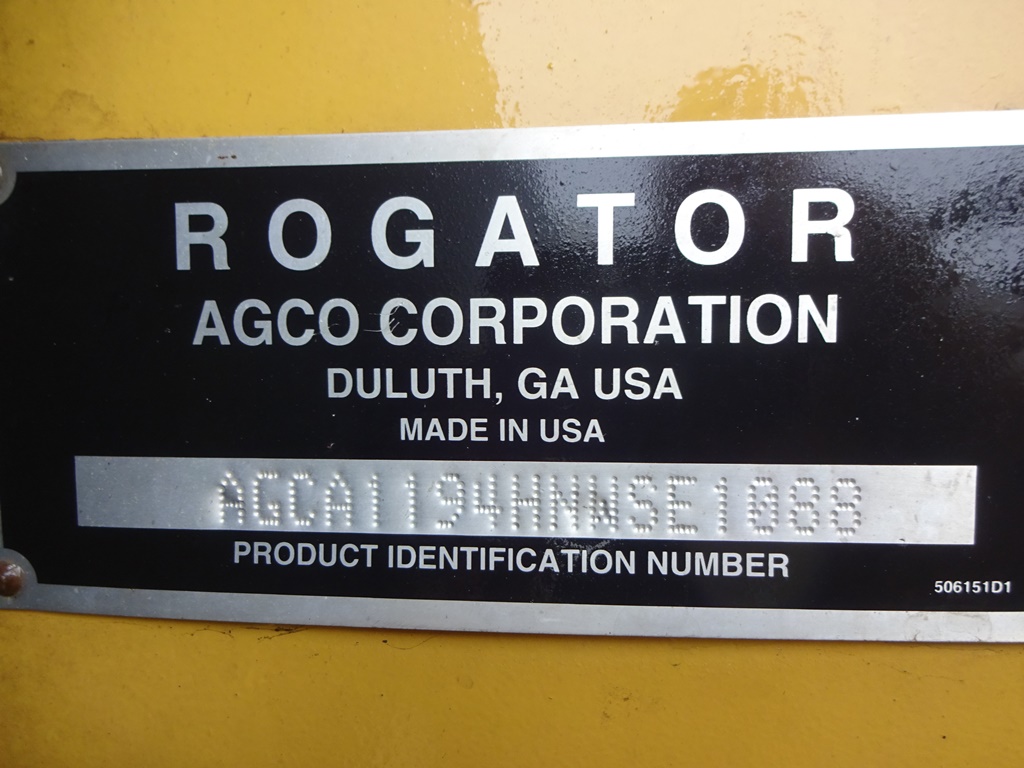 ROGATOR
AGCO CORPORATION
DULUTH, GA USA
MADE IN USA
AGCA1194HNWSE1088
PRODUCT IDENTIFICATION NUMBER
506151D1